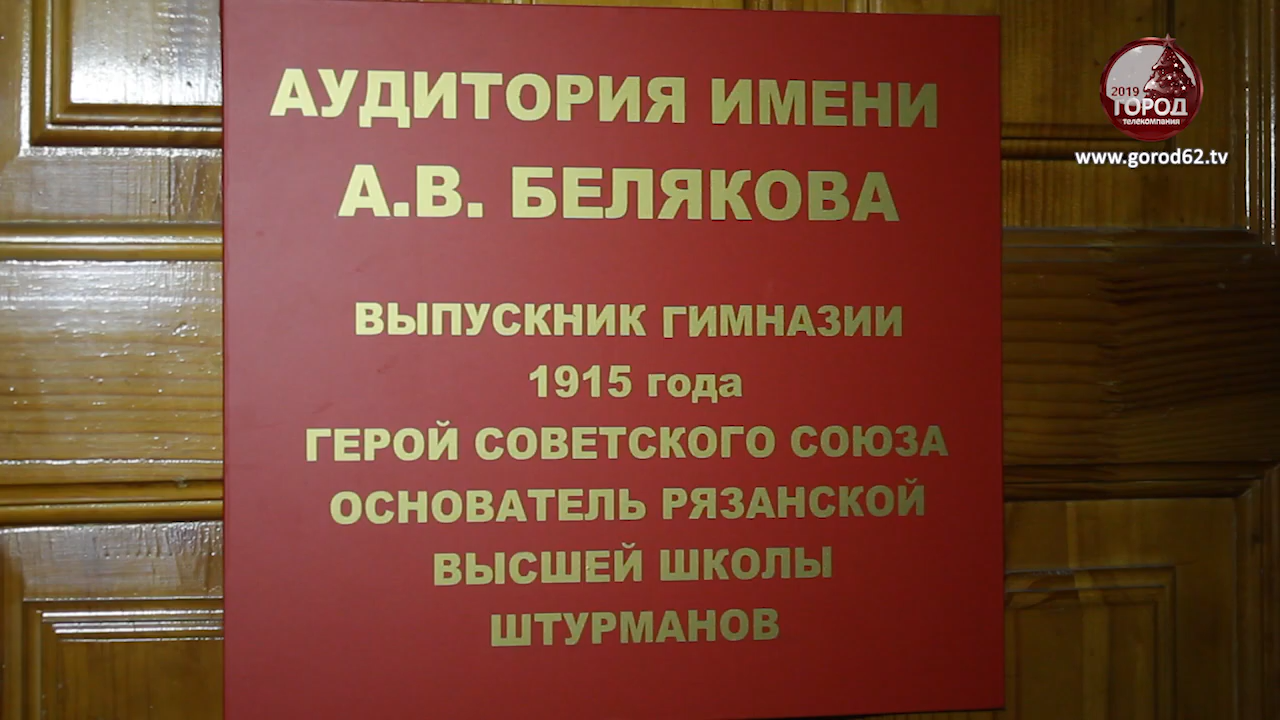 АУДИТОРИЯ ИМЕНИ
А.В. БЕЛЯКОВА
ВЫПУСКНИК ГИМНАЗИИ
1915 года
ГЕРОЙ СОВЕТСКОГО СОЮЗА
ОСНОВАТЕЛЬ РЯЗАНСКОЙ
ВЫСШЕЙ ШКОЛЫ
ШТУРМАНОВ
2019
ГОРОД
телекомпания
www.gorod62.tv